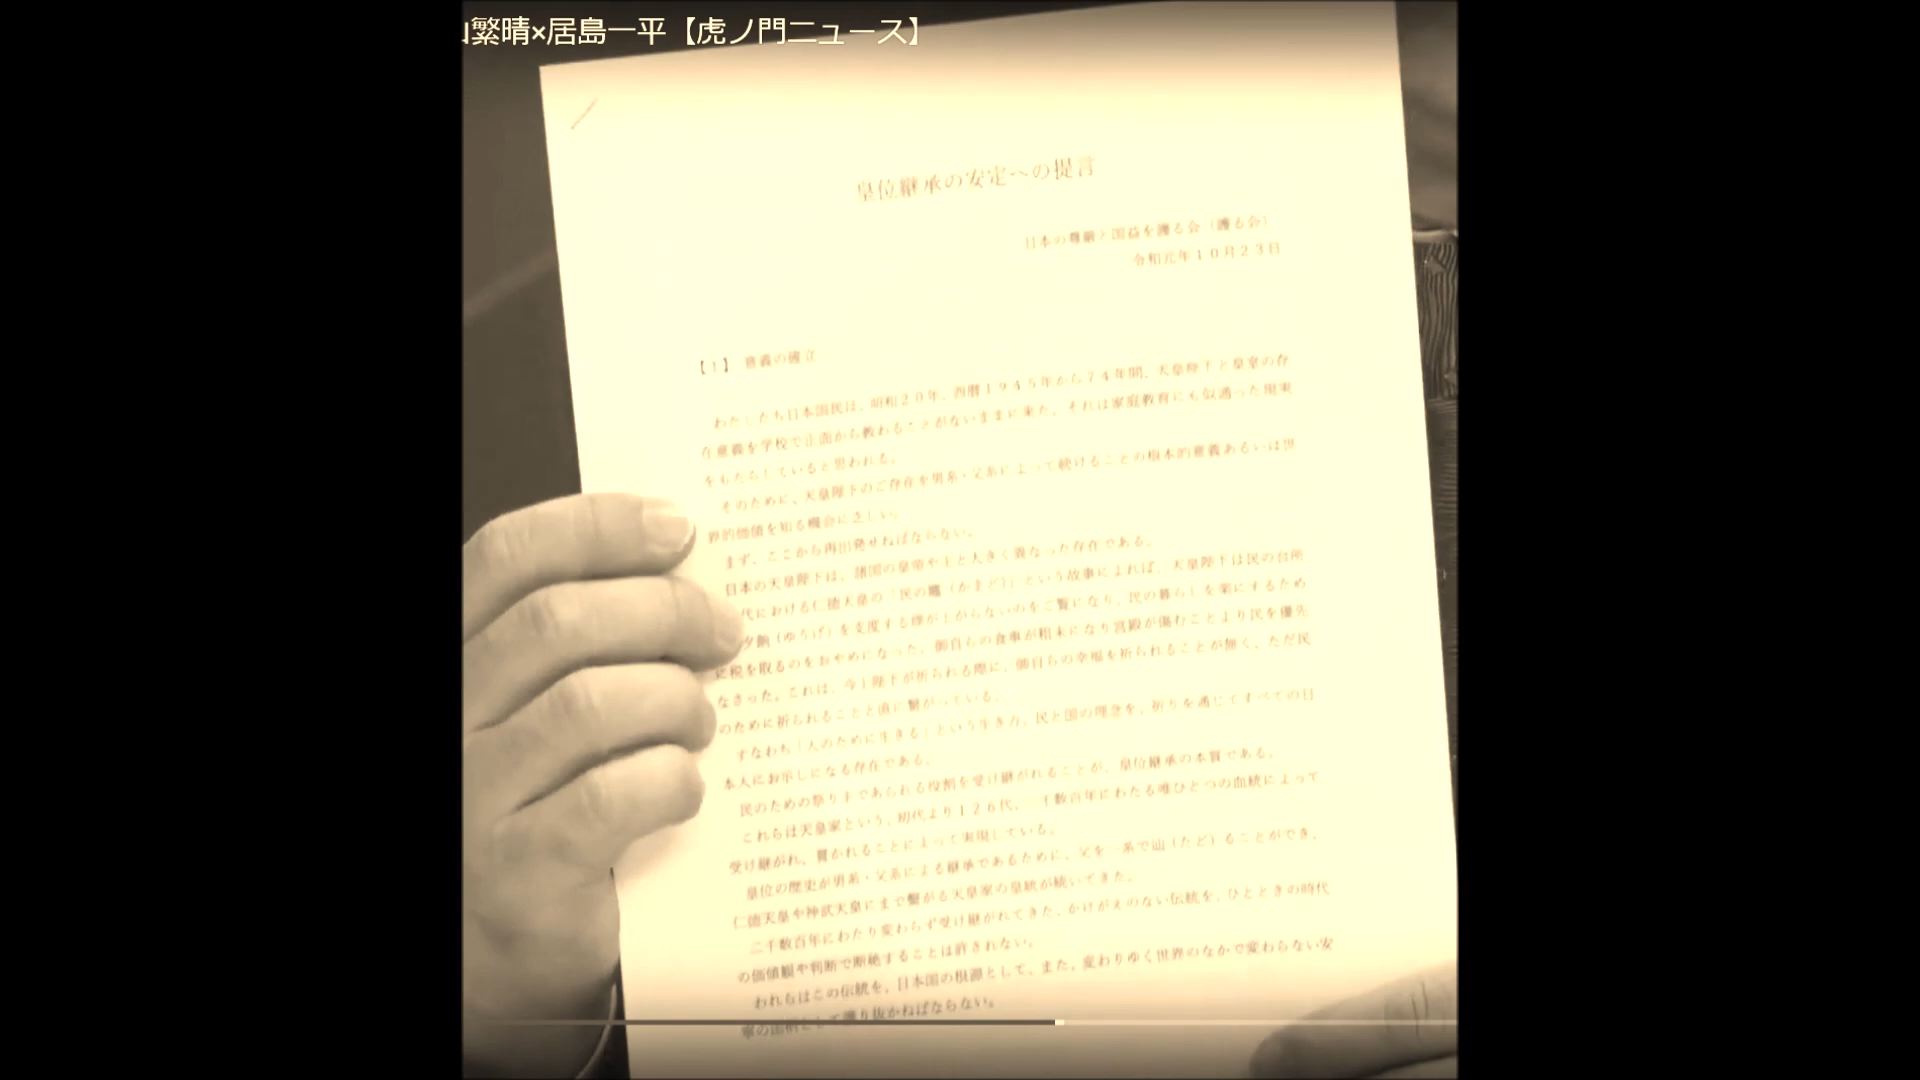 繁晴×居島一平【虎ノ門ニュース】
皇位継承の安定への提言
日本の尊厳と国益を護る会（護る会）
令和元年１０月２３日
【１】 意義の確立
わたしたち日本国民は、昭和２０年、西暦１９４５年から７４年間、天皇陛下と皇室の存
在意義を学校で正面から教わることがないままに来た。それは家庭教育にも似通った現実
をもたらしていると思われる。
そのために、天皇陛下のご存在を男系・父系によって続けることの根本的意義あるいは世
界的価値を知る機会に乏しい。
まず、ここから再出発せねばならない。
日本の天皇陛下は、諸国の皇帝や王と大きく異なった存在である。
代における仁徳天皇の「民の竈（かまど）」という故事によれば、天皇陛下は民の台所
夕餉（ゆうげ）を支度する煙が上がらないのをご覧になり、民の暮らしを楽にするため
に税を取るのをおやめになった。御自らの食事が粗末になり宮殿が傷むことより民を優先
なさった。これは、今上陛下が祈られる際に、御自らの幸福を祈られることが無く、ただ民
のために祈られることと直に繋がっている。
すなわち「人のために生きる」という生き方、民と国の理念を、祈りを通じてすべての日
本人にお示しになる存在である。
民のための祭り主であられる役割を受け継がれることが、皇位継承の本質である。
これらは天皇家という、初代より１２６代、二千数百年にわたる唯ひとつの血統によって
受け継がれ、貫かれることによって実現している。
皇位の歴史が男系・父系による継承であるために、父を一系で辿（たど）ることができ、
仁徳天皇や神武天皇にまで繋がる天皇家の皇統が続いてきた。
二千数百年にわたり変わらず受け継がれてきた、かけがえのない伝統を、ひとときの時代
の価値観や判断で断絶することは許されない。
われらはこの伝統を、日本国の根源として、また、変わりゆく世界のなかで変わらない安
寧の
として護り抜かねばならない。